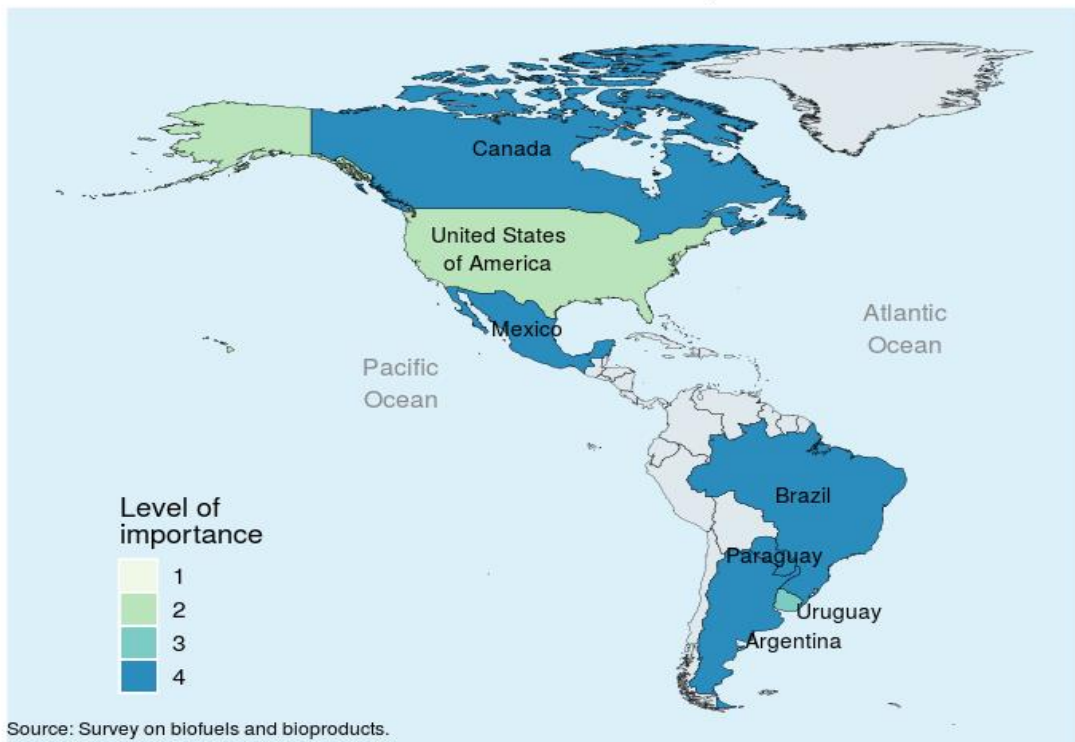 Canada
United States
of America
Mexico
Atlantic
Ocean
Pacific
Ocean
Brazil
Paraguay
Uruguay
Argentina
Level of
importance
1
2
3
4
Source: Survey on biofuels and bioproducts.